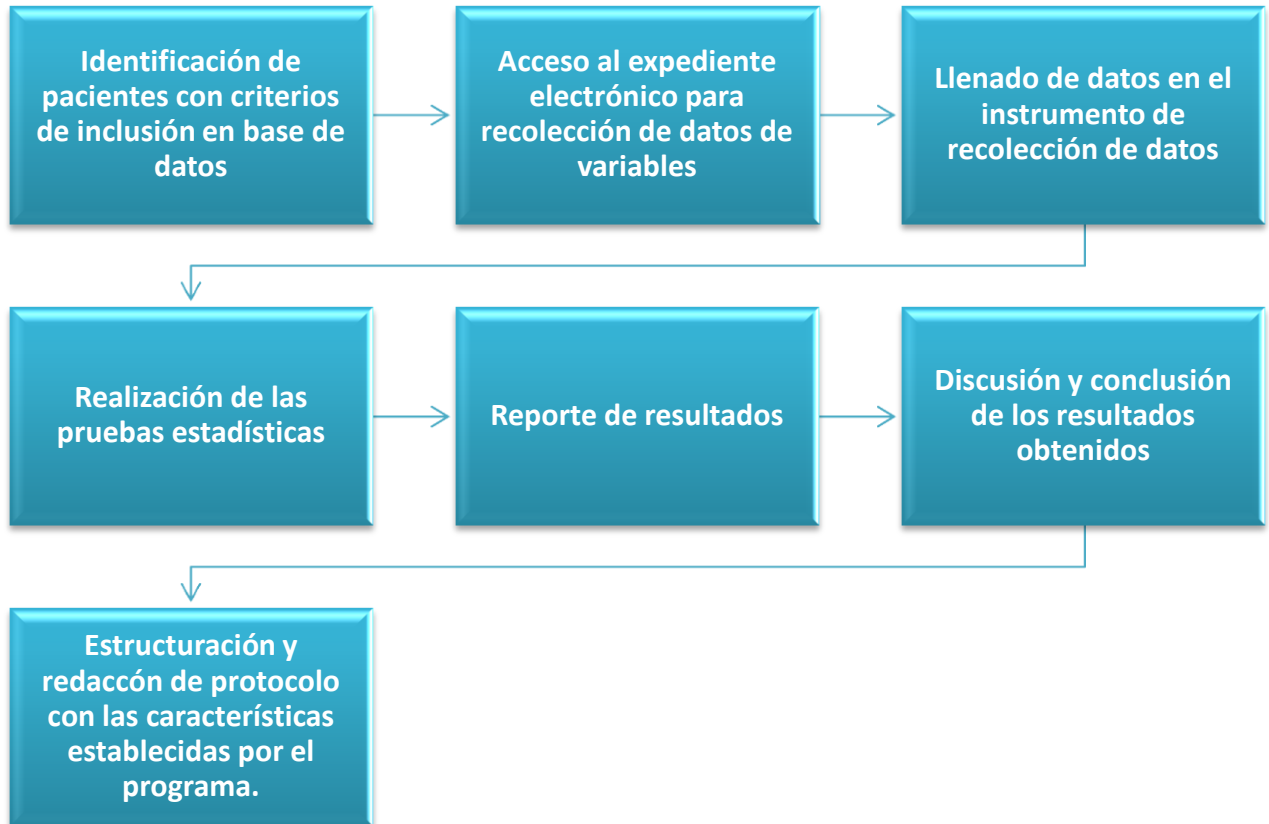 Identificación de
pacientes con criterios
de inclusión en base de
datos
Acceso al expediente
electrónico para
recolección de datos de
variables
Llenado de datos en el
instrumento de
recolección de datos
Realización de las
pruebas estadísticas
Reporte de resultados
Discusión y conclusión
de los resultados
obtenidos
Estructuración y
redaccón de protocolo
con las características
establecidas por el
programa.